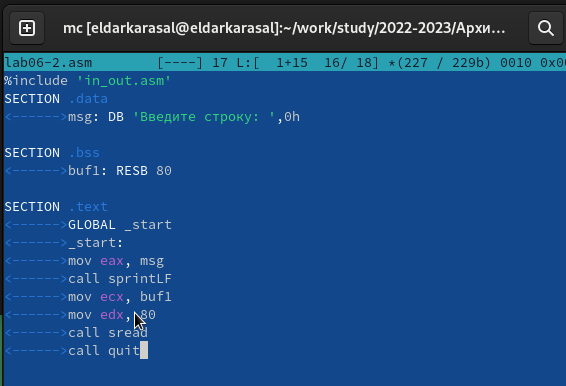 mc [eldarkarasal@eldarkarasal]:~/work/study/2022-2023/Архи...
lab06-2.asm [----] 17 L:[ 1+15 16/ 18] *(227 / 229b) 0010 0x00
%include 'in_out.asm'
SECTION .data
<------>msg: DB 'Введите строку: ',0h
SECTION .bss
<------>buf1: RESB 80
SECTION .text
<------>GLOBAL _start
<------>_start:
<------>mov eax, msg
<------>call sprintLF
<------>mov ecx, buf1
<------>mov edx, 80
<------>call sread
<------>call quit